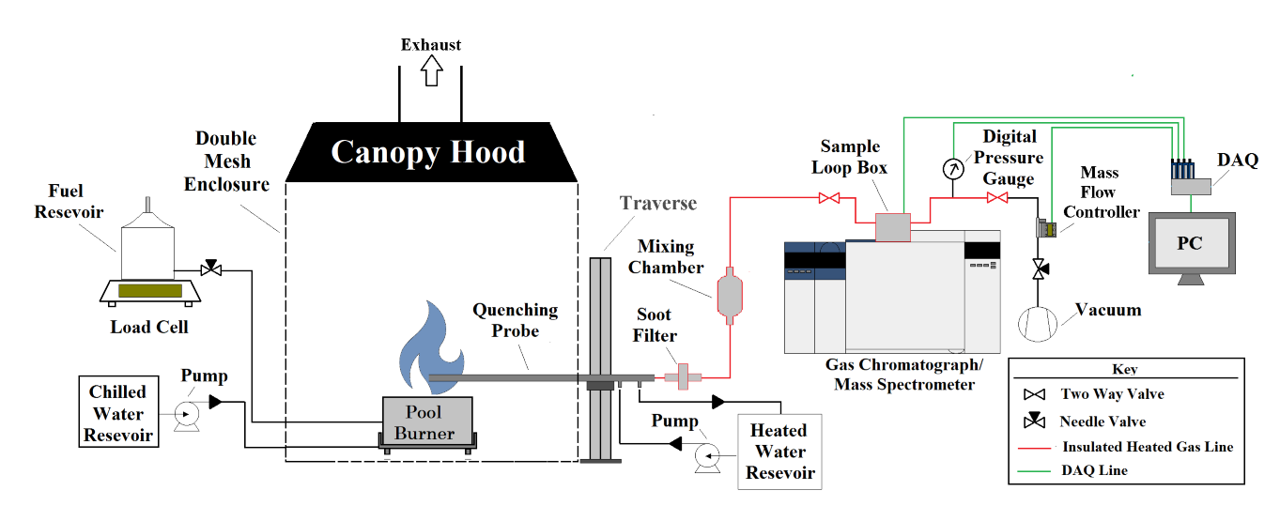 Exhaust
Canopy Hood
Double
Mesh
Enclosure
Fuel
Resevoir
Load Cell
Chilled
Water
Resevoir
Pump
Pool
Burner
Quenching
Probe
Traverse
Soot
Filter
Mixing
Chamber
Pump
Heated
Water
Resevoir
Sample
Loop Box
Gas Chromatograph/
Mass Spectrometer
Digital
Pressure
Gauge
Mass
Flow
Controller
DAQ
PC
Vacuum
Key
Two Way Valve
Needle Valve
Insulated Heated Gas Line
DAQ Line